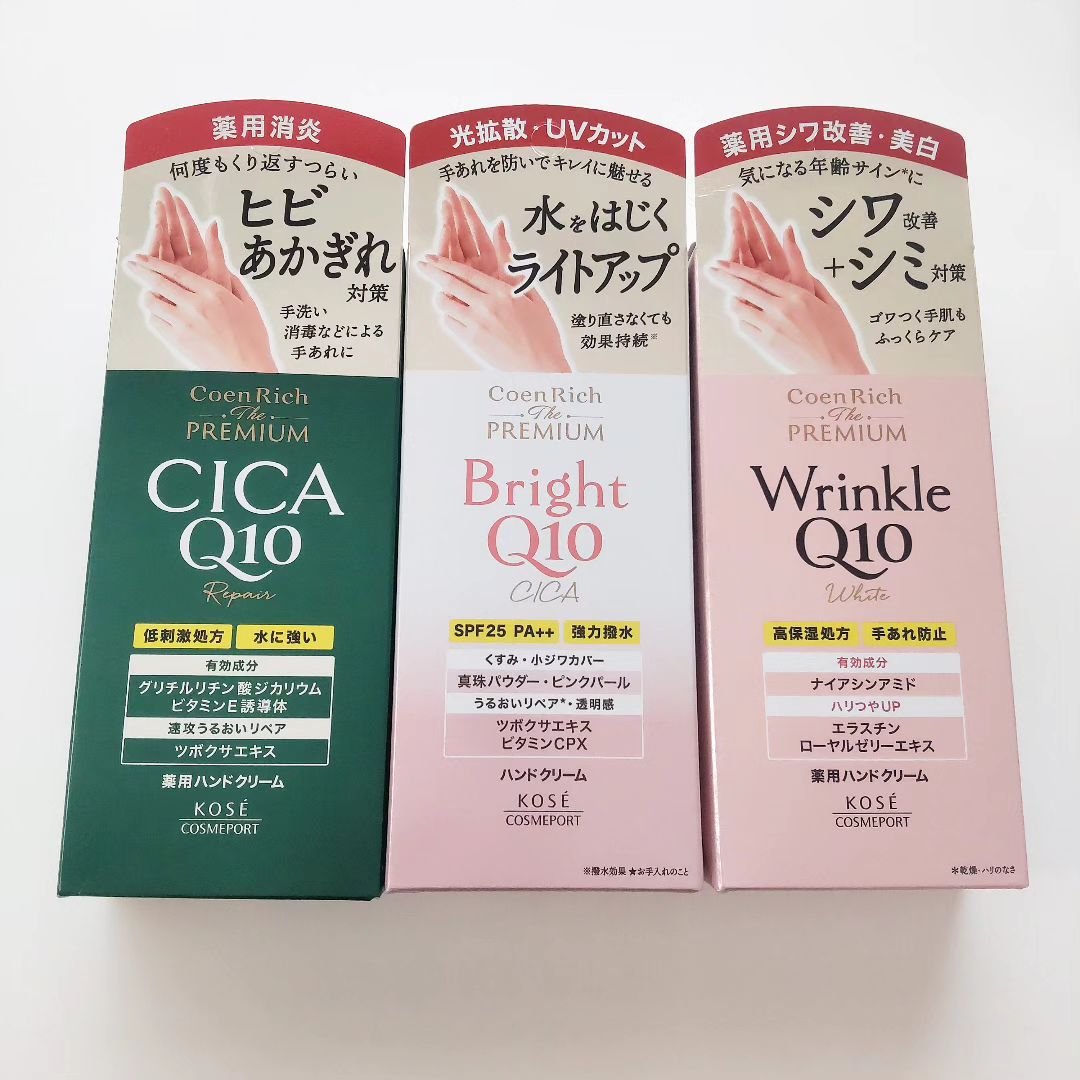 薬用消炎
何度もくり返すつらい
ヒビ
あかぎれ
対策
手洗い
消毒などによる
手あれに
Coen Rich
The
PREMIUM
CICA
Q10
Repair
低刺激処方 水に強い
有効成分
グリチルリチン酸ジカリウム
ビタミンE誘導体
速攻うるおいリペア
ツボクサエキス
薬用ハンドクリーム
KOSÉ
COSMEPORT
光拡散・UVカット
手あれを防いでキレイに魅せる
水をはじく
ライトアップ
塗り直さなくても
効果持続※
Coen Rich
The
PREMIUM
Bright
Q10
CICA
SPF25 PA++ 強力撥水
くすみ・小ジワカバー
真珠パウダー・ピンクパール
うるおいリペア★・透明感
ツボクサエキス
ビタミンCPX
ハンドクリーム
KOSÉ
COSMEPORT
※撥水効果 ★お手入れのこと
薬用シワ改善・美白
気になる年齢サイン*に
シワ改善
+シミ対策
ゴワつく手肌も
ふっくらケア
Coen Rich
The
PREMIUM
Wrinkle
Q10
White
高保湿処方 手あれ防止
有効成分
ナイアシンアミド
ハリつやUP
エラスチン
ローヤルゼリーエキス
薬用ハンドクリーム
KOSÉ
COSMEPORT
*乾燥・ハリのなさ